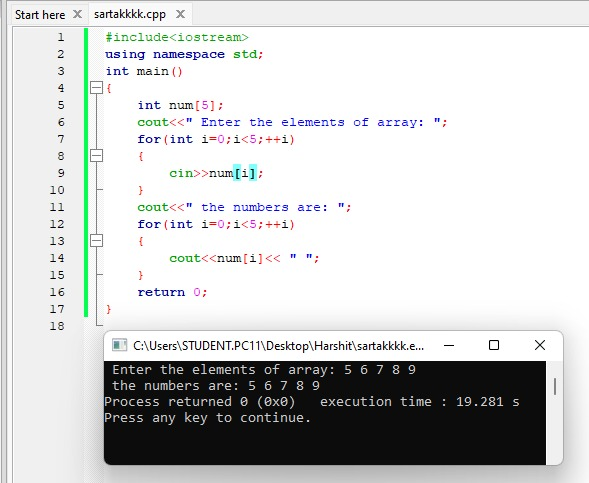 Start here X sartakkkk.cpp X
1 #include<iostream>
2 using namespace std;
3 int main()
4 {
5 int num[5];
6 cout<<" Enter the elements of array: ";
7 for(int i=0;i<5;++i)
8 {
9 cin>>num[i];
10 }
11 cout<<" the numbers are: ";
12 for(int i=0;i<5;++i)
13 {
14 cout<<num[i]<< " ";
15 }
16 return 0;
17 }
18
C:\Users\STUDENT.PC11\Desktop\Harshit\sartakkkk.e...
Enter the elements of array: 5 6 7 8 9
the numbers are: 5 6 7 8 9
Process returned 0 (0x0) execution time : 19.281 s
Press any key to continue.